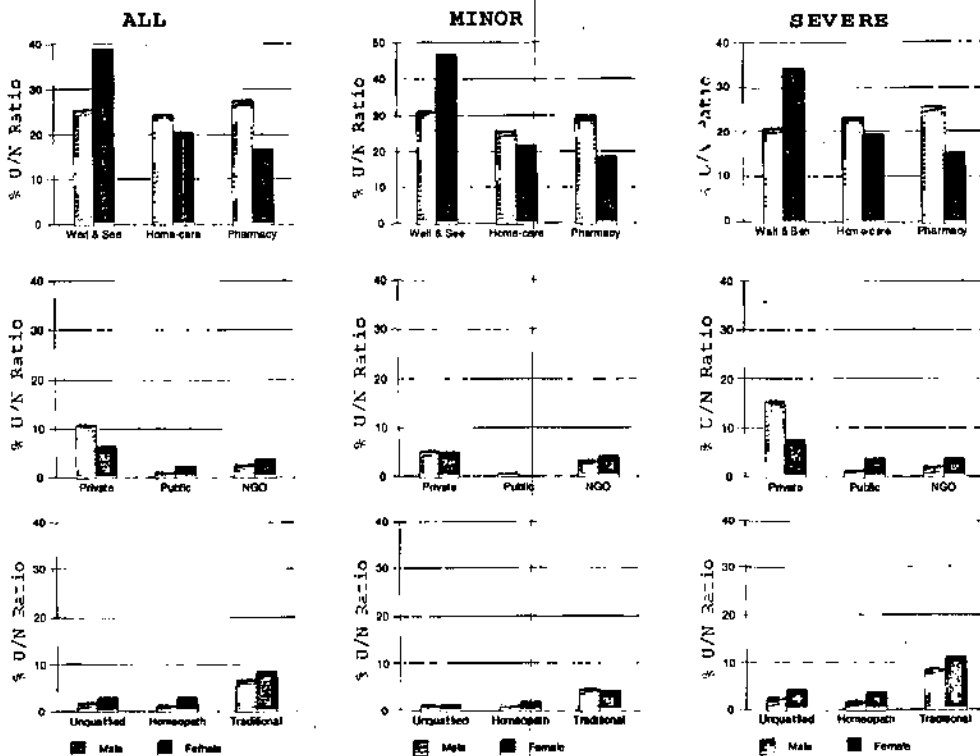 ALL
MINOR
SEVERE
% U/N Ratio
40
30
20
10
0
Wait & See Home-care Pharmacy
% U/N Ratio
50
40
30
20
10
0
Wait & See Home-care Pharmacy
40
30
20
10
0
Wait & See Home-care Pharmacy
% U/N Ratio
40
30
20
10
0
Private Public NGO
% U/N Ratio
40
30
20
10
0
Private Public NGO
% U/N Ratio
40
30
20
10
0
Private Public NGO
% U/N Ratio
40
30
20
10
0
Unqualified Homeopath Traditional
Male Female
% U/N Ratio
40
30
20
10
0
Unqualified Homeopath Traditional
Male Female
% U/N Ratio
40
30
20
10
0
Unqualified Homeopath Traditional
Male Female